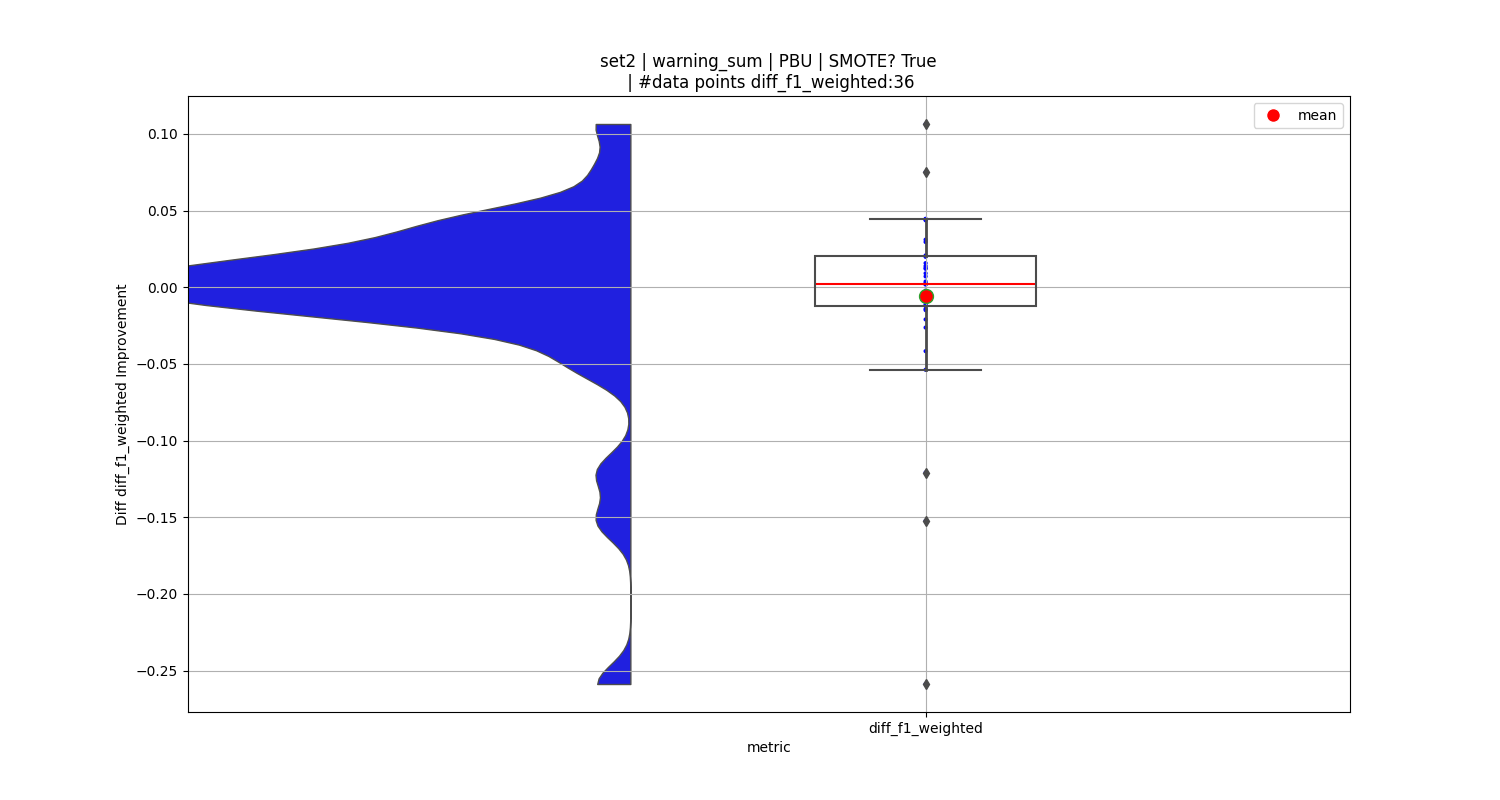 set2 | warning_sum | PBU | SMOTE? True
| #data points diff_f1_weighted:36
mean
0.10
0.05
0.00
−0.05
−0.10
−0.15
−0.20
−0.25
Diff diff_f1_weighted Improvement
diff_f1_weighted
metric